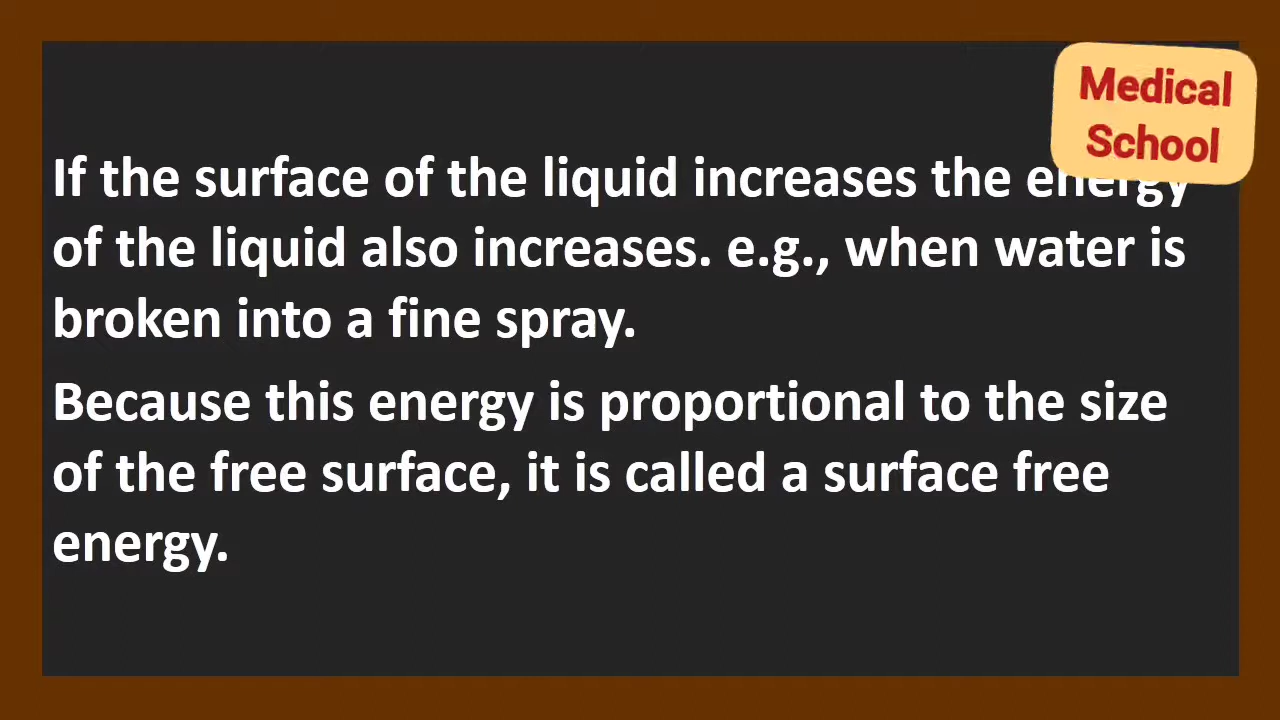 Medical
School
If the surface of the liquid increases the energy
of the liquid also increases. e.g., when water is
broken into a fine spray.
Because this energy is proportional to the size
of the free surface, it is called a surface free
energy.